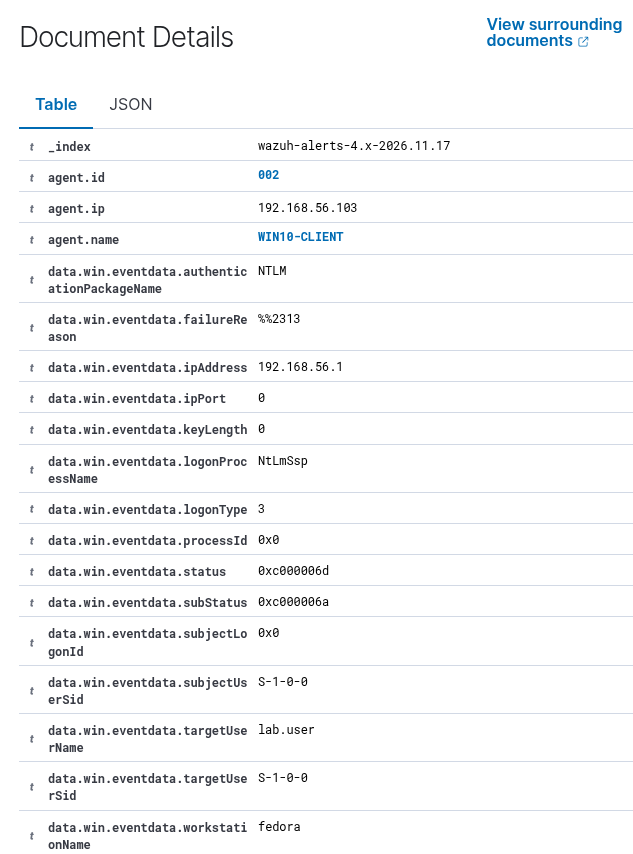 Document Details
View surrounding
documents
Table JSON
t _index wazuh-alerts-4.x-2026.11.17
t agent.id 002
t agent.ip 192.168.56.103
t agent.name WIN10-CLIENT
t data.win.eventdata.authentic NTLM
ationPackageName
t data.win.eventdata.failureRe %%2313
ason
t data.win.eventdata.ipAddress 192.168.56.1
t data.win.eventdata.ipPort 0
t data.win.eventdata.keyLength 0
t data.win.eventdata.logonProc NtLmSsp
essName
t data.win.eventdata.logonType 3
t data.win.eventdata.processId 0x0
t data.win.eventdata.status 0xc000006d
t data.win.eventdata.subStatus 0xc000006a
t data.win.eventdata.subjectLo 0x0
gonId
t data.win.eventdata.subjectUs S-1-0-0
erSid
t data.win.eventdata.targetUse lab.user
rName
t data.win.eventdata.targetUse S-1-0-0
rSid
t data.win.eventdata.workstati fedora
onName